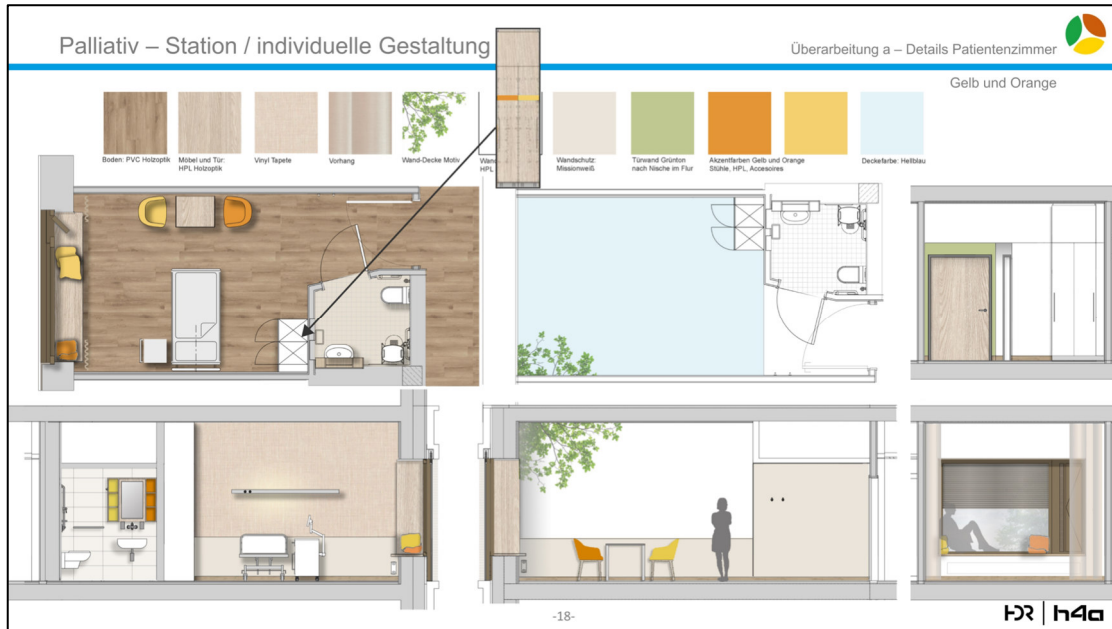 Palliativ – Station / individuelle Gestaltung
Überarbeitung a – Details Patientenzimmer
Gelb und Orange
Boden: PVC Holzoptik
Möbel und Tür:
HPL Holzoptik
Vinyl Tapete
Vorhang
Wand-Decke Motiv
HPL
Wandschutz:
Missionweiß
Türwand Grünton
nach Nische im Flur
Akzentfarben Gelb und Orange
Stühle, HPL, Accesoires
Deckefarbe: Hellblau
-18-
HDR | h4a